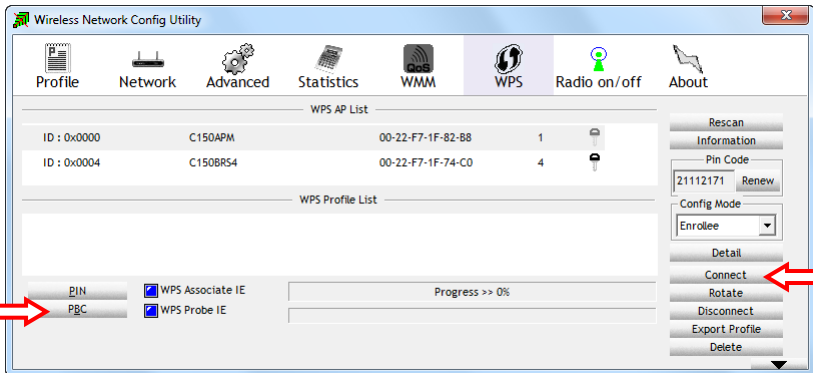 Wireless Network Config Utility
Profile Network Advanced Statistics QoS WMM WPS Radio on/off About
WPS AP List
ID : 0x0000 C150APM 00-22-F7-1F-82-B8 1
ID : 0x0004 C150BRS4 00-22-F7-1F-74-C0 4
WPS Profile List
Rescan
Information
Pin Code
21112171 Renew
Config Mode
Enrollee
Detail
Connect
Rotate
Disconnect
Export Profile
Delete
PIN WPS Associate IE Progress >> 0%
PBC WPS Probe IE